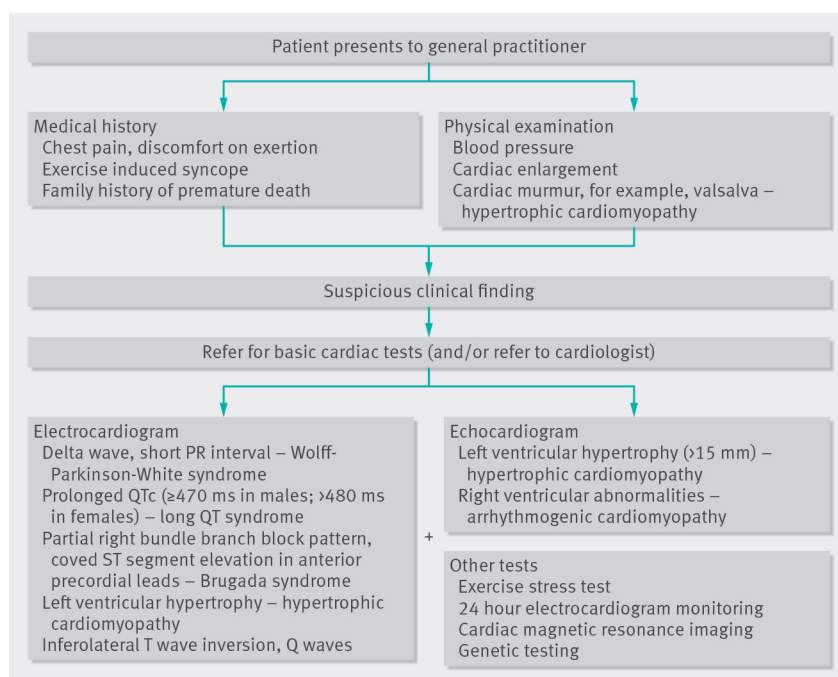 Patient presents to general practitioner
Medical history
Chest pain, discomfort on exertion
Exercise induced syncope
Family history of premature death
Physical examination
Blood pressure
Cardiac enlargement
Cardiac murmur, for example, valsalva –
hypertrophic cardiomyopathy
Suspicious clinical finding
Refer for basic cardiac tests (and/or refer to cardiologist)
Electrocardiogram
Delta wave, short PR interval – Wolff-
Parkinson-White syndrome
Prolonged QTc (≥470 ms in males; >480 ms
in females) – long QT syndrome
Partial right bundle branch block pattern,
coved ST segment elevation in anterior
precordial leads – Brugada syndrome
Left ventricular hypertrophy – hypertrophic
cardiomyopathy
Inferolateral T wave inversion, Q waves
+
Echocardiogram
Left ventricular hypertrophy (>15 mm) –
hypertrophic cardiomyopathy
Right ventricular abnormalities –
arrhythmogenic cardiomyopathy
Other tests
Exercise stress test
24 hour electrocardiogram monitoring
Cardiac magnetic resonance imaging
Genetic testing